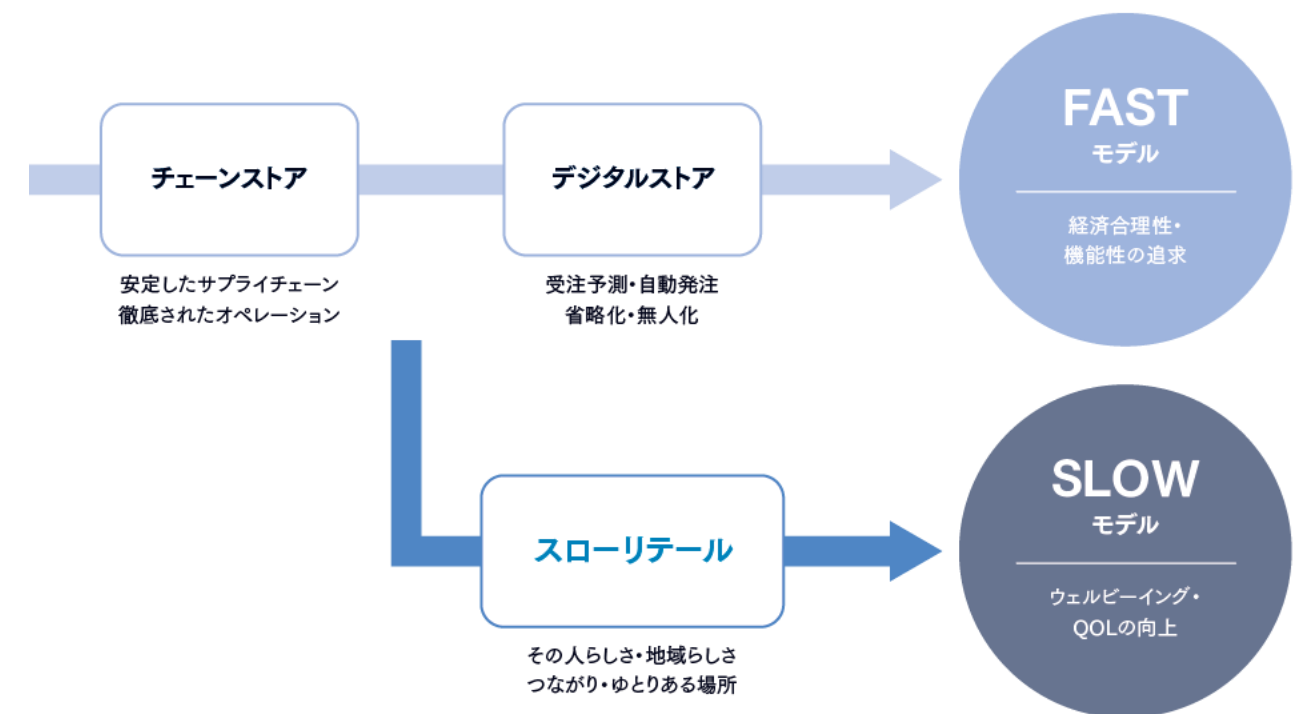 チェーンストア
安定したサプライチェーン
徹底されたオペレーション
デジタルストア
受注予測・自動発注
省略化・無人化
FAST
モデル
経済合理性・
機能性の追求
スローリテール
その人らしさ・地域らしさ
つながり・ゆとりある場所
SLOW
モデル
ウェルビーイング・
QOLの向上